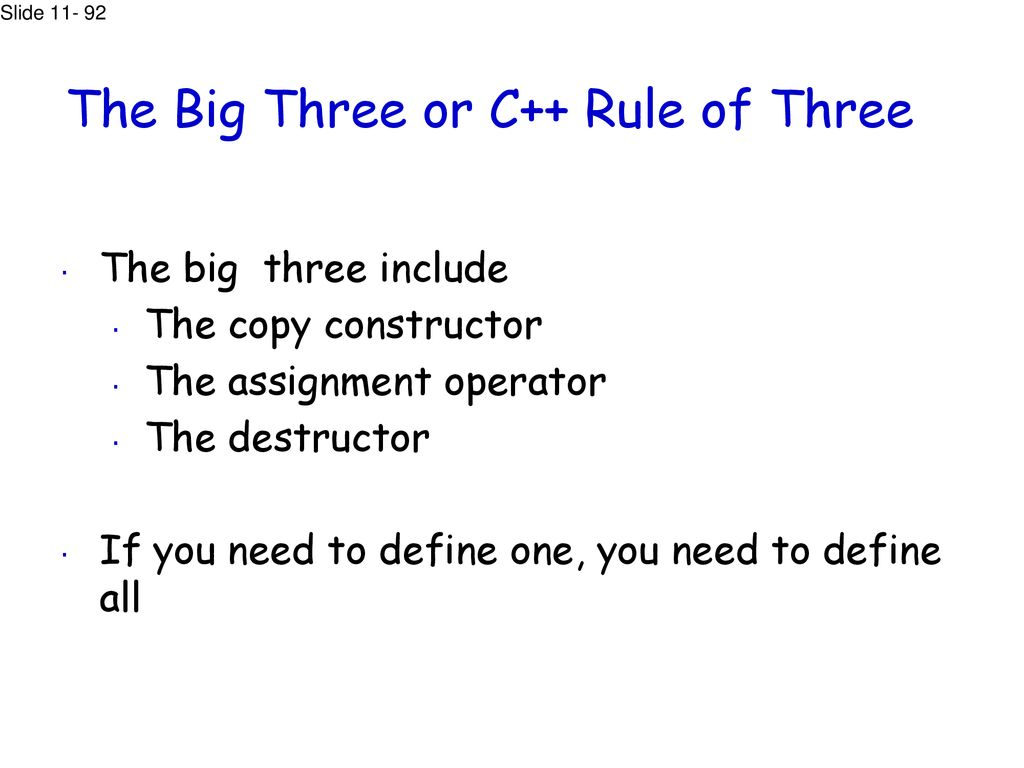 Slide 11- 92
The Big Three or C++ Rule of Three
· The big  three include
· The copy constructor
· The assignment operator
· The destructor
· If you need to define one, you need to define
all